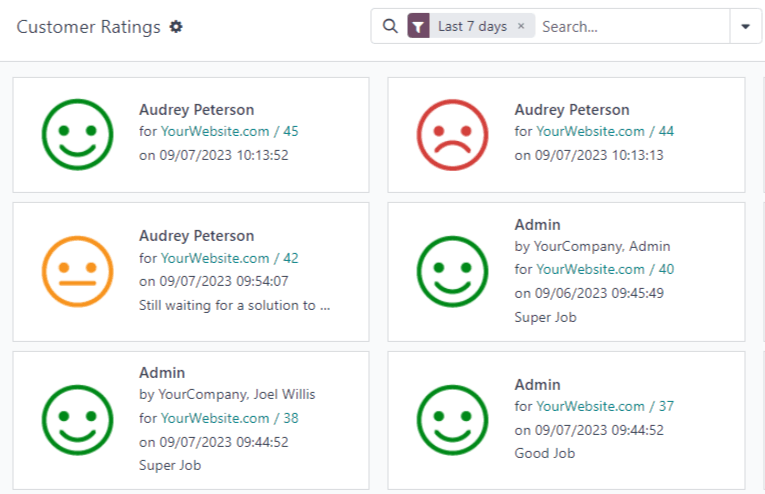 Customer Ratings
Last 7 days ×
Search...
Audrey Peterson
for YourWebsite.com / 45
on 09/07/2023 10:13:52
Audrey Peterson
for YourWebsite.com / 44
on 09/07/2023 10:13:13
Audrey Peterson
for YourWebsite.com / 42
on 09/07/2023 09:54:07
Still waiting for a solution to ...
Admin
by YourCompany, Admin
for YourWebsite.com / 40
on 09/06/2023 09:45:49
Super Job
Admin
by YourCompany, Joel Willis
for YourWebsite.com / 38
on 09/07/2023 09:44:52
Super Job
Admin
for YourWebsite.com / 37
on 09/07/2023 09:44:52
Good Job